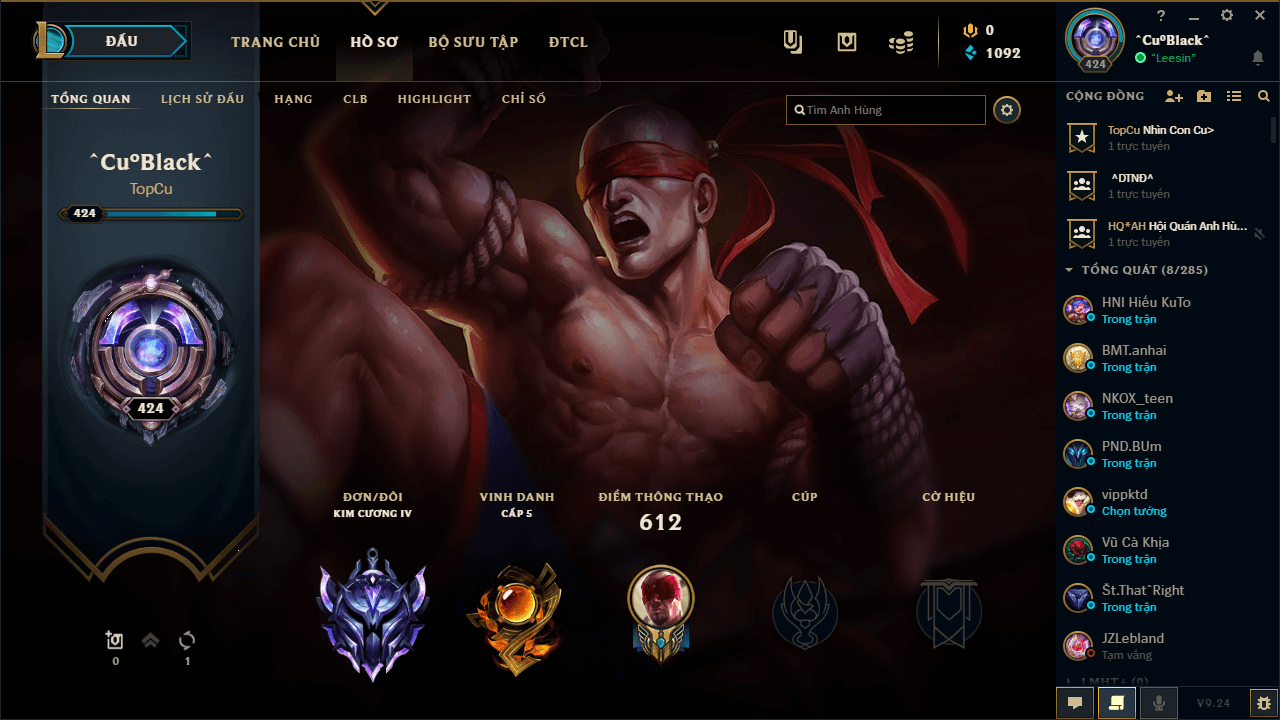 ĐẤU
TRANG CHỦ
HỒ SƠ
BỘ SƯU TẬP
ĐTCL
0
1092
?
^CuºBlack^
424
"Leesin"
TỔNG QUAN
LỊCH SỬ ĐẤU
HẠNG
CLB
HIGHLIGHT
CHỈ SỐ
Tìm Anh Hùng
^CuºBlack^
TopCu
424
424
ĐƠN/ĐÔI
KIM CƯƠNG IV
VINH DANH
CẤP 5
ĐIỂM THÔNG THẠO
612
CÚP
CỜ HIỆU
0
1
CỘNG ĐỒNG
TopCu Nhìn Con Cu>
1 trực tuyến
^DTNĐ^
1 trực tuyến
HQ*AH Hội Quán Anh Hù...
1 trực tuyến
TỔNG QUÁT (8/285)
HNI Hiếu KuTo
Trong trận
BMT.anhai
Trong trận
NKOX_teen
Trong trận
PND.BUm
Trong trận
vippktd
Chọn tướng
Vũ Cà Khịa
Trong trận
Št.That^Right
Trong trận
JZLebland
Tạm vắng
LMHT+ (0)
V9.24